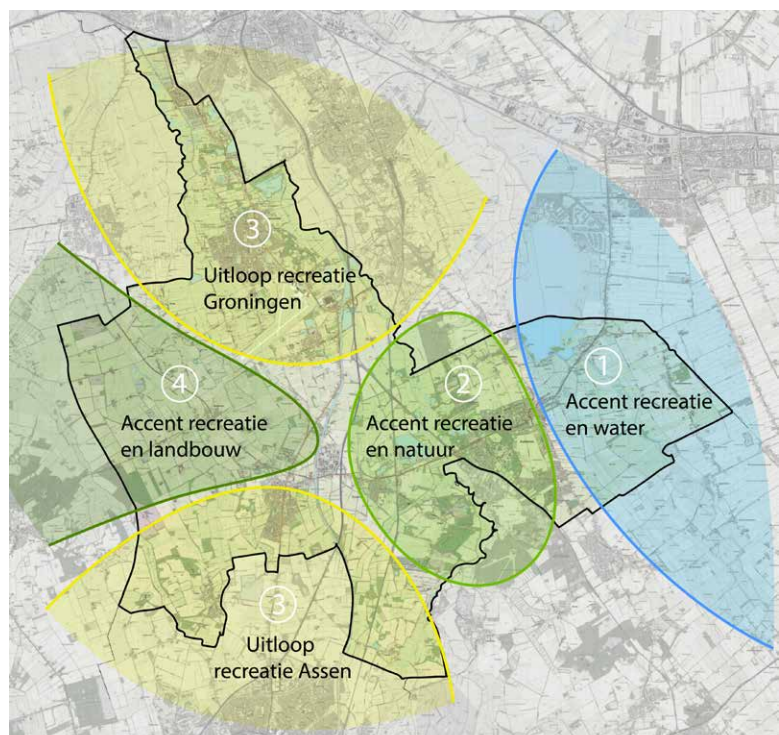 3
Uitloop recreatie
Groningen
4
Accent recreatie
en landbouw
2
Accent recreatie
en natuur
1
Accent recreatie
en water
3
Uitloop
recreatie Assen